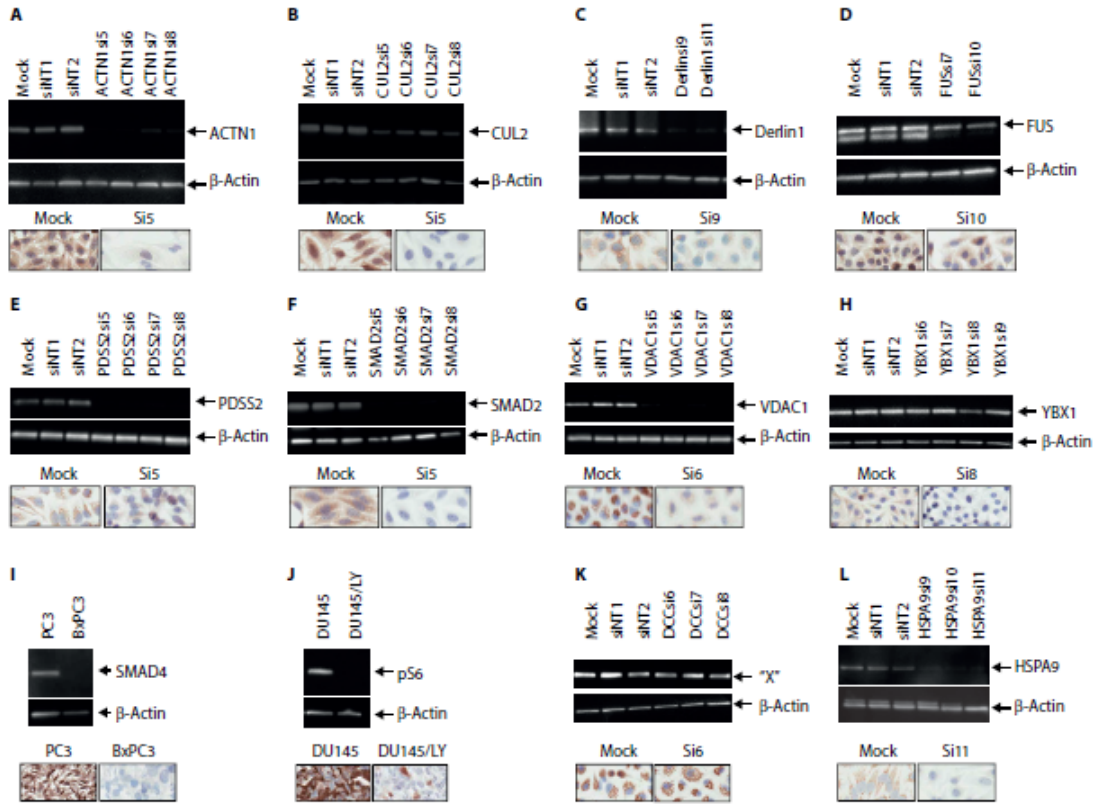 A
Mock
siNT1
siNT2
ACTN1si5
ACTN1si6
ACTN1si7
ACTN1si8
ACTN1
β-Actin
Mock Si5
B
Mock
siNT1
siNT2
CUL2si5
CUL2si6
CUL2si7
CUL2si8
CUL2
β-Actin
Mock Si5
C
Mock
siNT1
siNT2
Derlinsi9
Derlin1si11
Derlin1
β-Actin
Mock Si9
D
Mock
siNT1
siNT2
FUSsi7
FUSsi10
FUS
β-Actin
Mock Si10
E
Mock
siNT1
siNT2
PDSS2si5
PDSS2si6
PDSS2si7
PDSS2si8
PDSS2
β-Actin
Mock Si5
F
Mock
siNT1
siNT2
SMAD2si5
SMAD2si6
SMAD2si7
SMAD2si8
SMAD2
β-Actin
Mock Si5
G
Mock
siNT1
siNT2
VDAC1si5
VDAC1si6
VDAC1si7
VDAC1si8
VDAC1
β-Actin
Mock Si6
H
Mock
siNT1
siNT2
YBX1si6
YBX1si7
YBX1si8
YBX1si9
YBX1
β-Actin
Mock Si8
I
PC3
BxPC3
SMAD4
β-Actin
PC3 BxPC3
J
DU145
DU145/LY
pS6
β-Actin
DU145 DU145/LY
K
Mock
siNT1
siNT2
DCCsi6
DCCsi7
DCCsi8
"X"
β-Actin
Mock Si6
L
Mock
siNT1
siNT2
HSPA9si9
HSPA9si10
HSPA9si11
HSPA9
β-Actin
Mock Si11